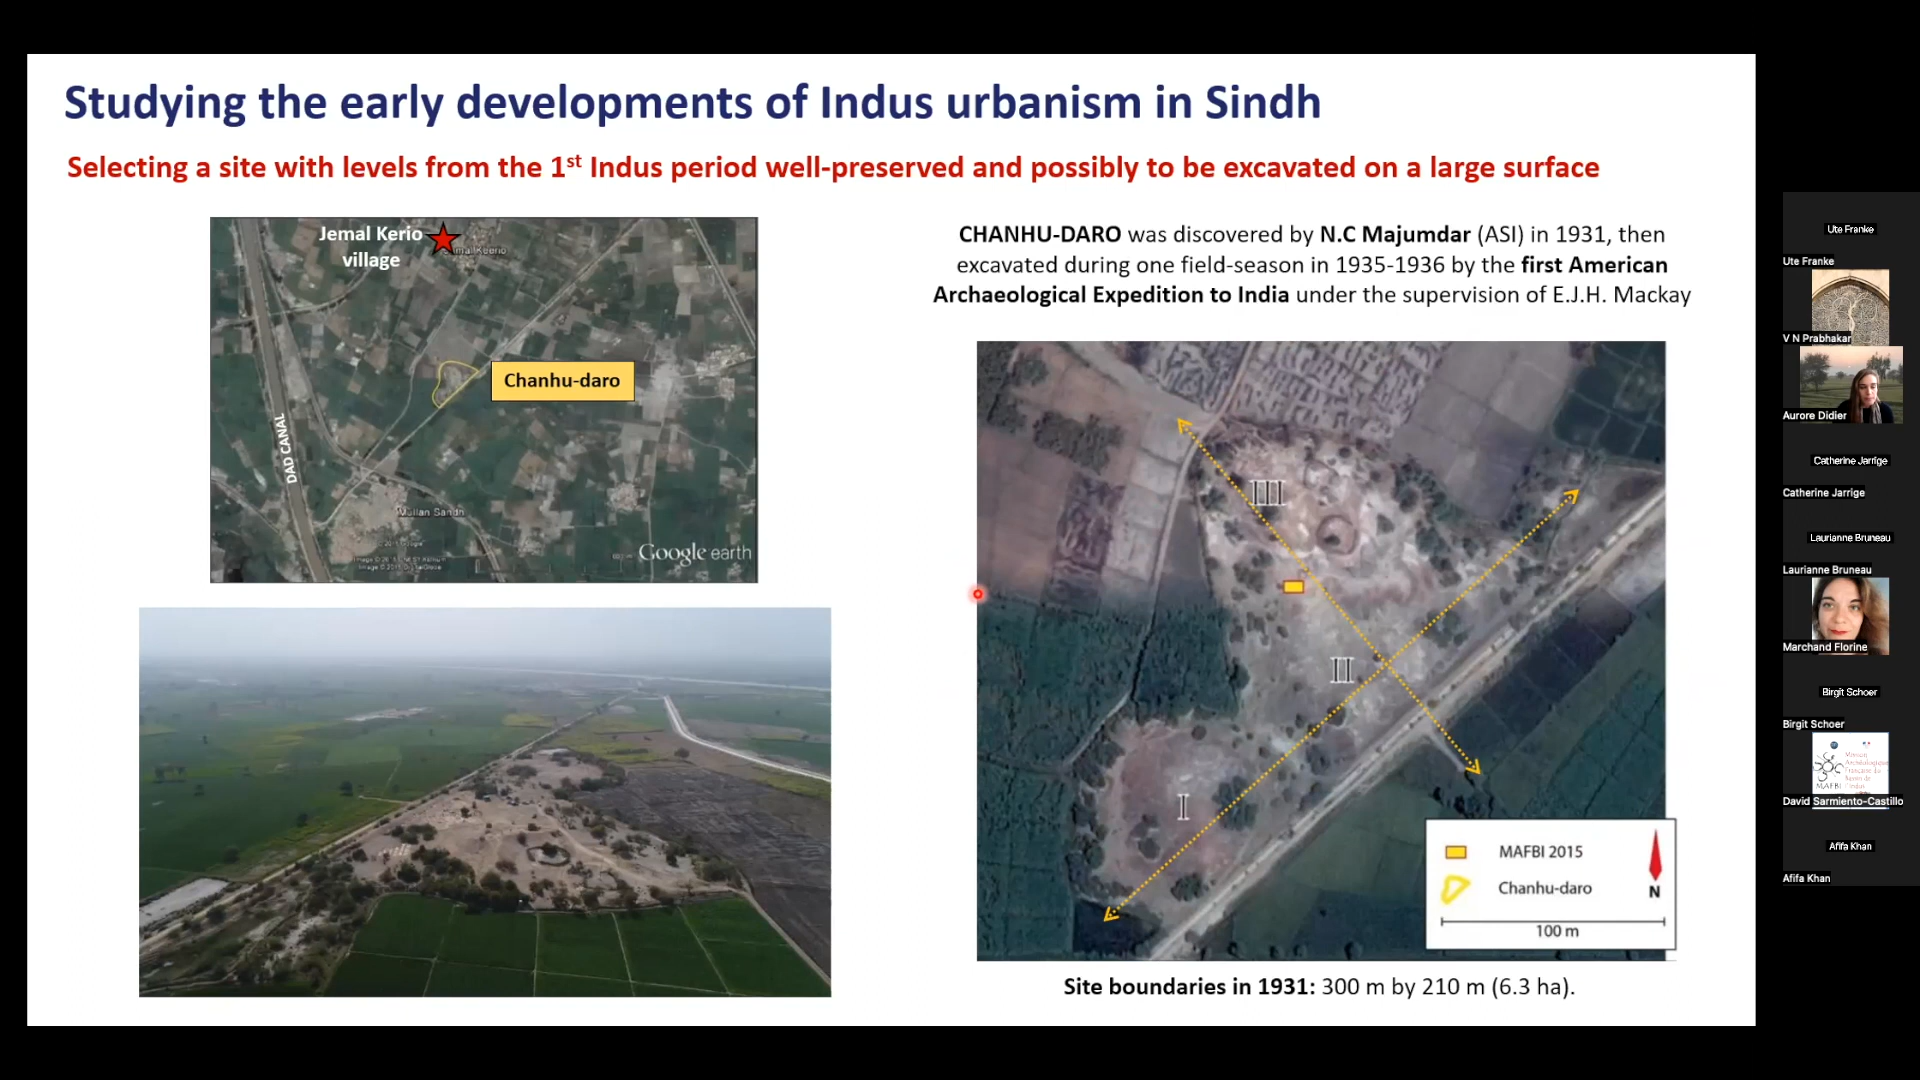 Studying the early developments of Indus urbanism in Sindh
Selecting a site with levels from the 1st Indus period well-preserved and possibly to be excavated on a large surface
Jemal Kerio
village
Chanhu-daro
DAD CANAL
Mullan Sandh
Google earth
CHANHU-DARO was discovered by N.C Majumdar (ASI) in 1931, then
excavated during one field-season in 1935-1936 by the first American
Archaeological Expedition to India under the supervision of E.J.H. Mackay
III
II
I
MAFBI 2015
Chanhu-daro
N
100 m
Site boundaries in 1931: 300 m by 210 m (6.3 ha).
Ute Franke
Ute Franke
V N Prabhakar
Aurore Didier
Catherine Jarrige
Catherine Jarrige
Laurianne Bruneau
Laurianne Bruneau
Marchand Florine
Birgit Schoer
Birgit Schoer
MAFBI
David Sarmiento-Castillo
Afifa Khan
Afifa Khan